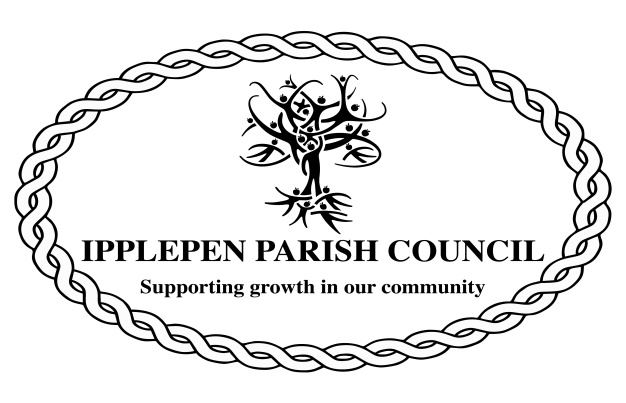 IPPLEPEN PARISH COUNCIL
Supporting growth in our community